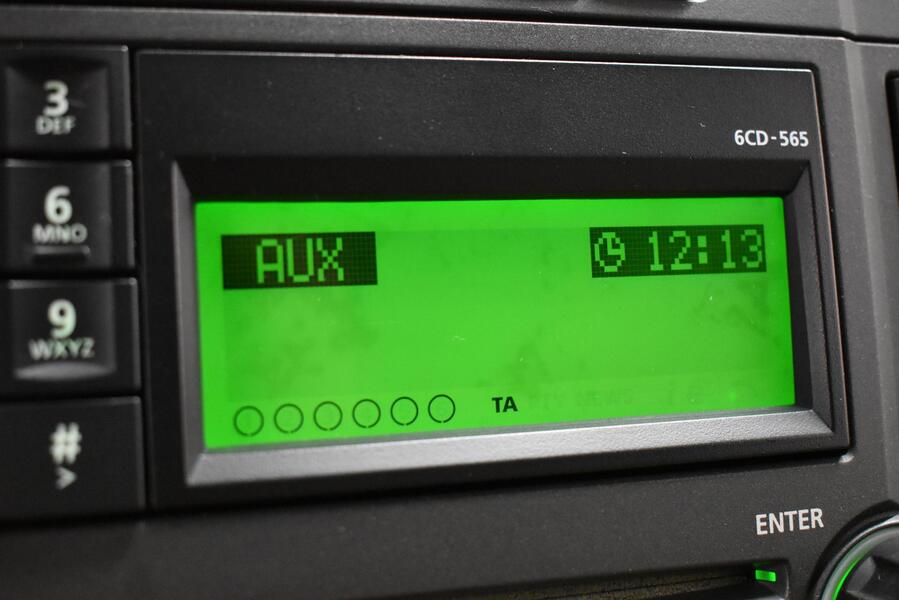 3
DEF
6
MNO
9
WXYZ
#
>
6CD-565
AUX
12:13
TA
ENTER